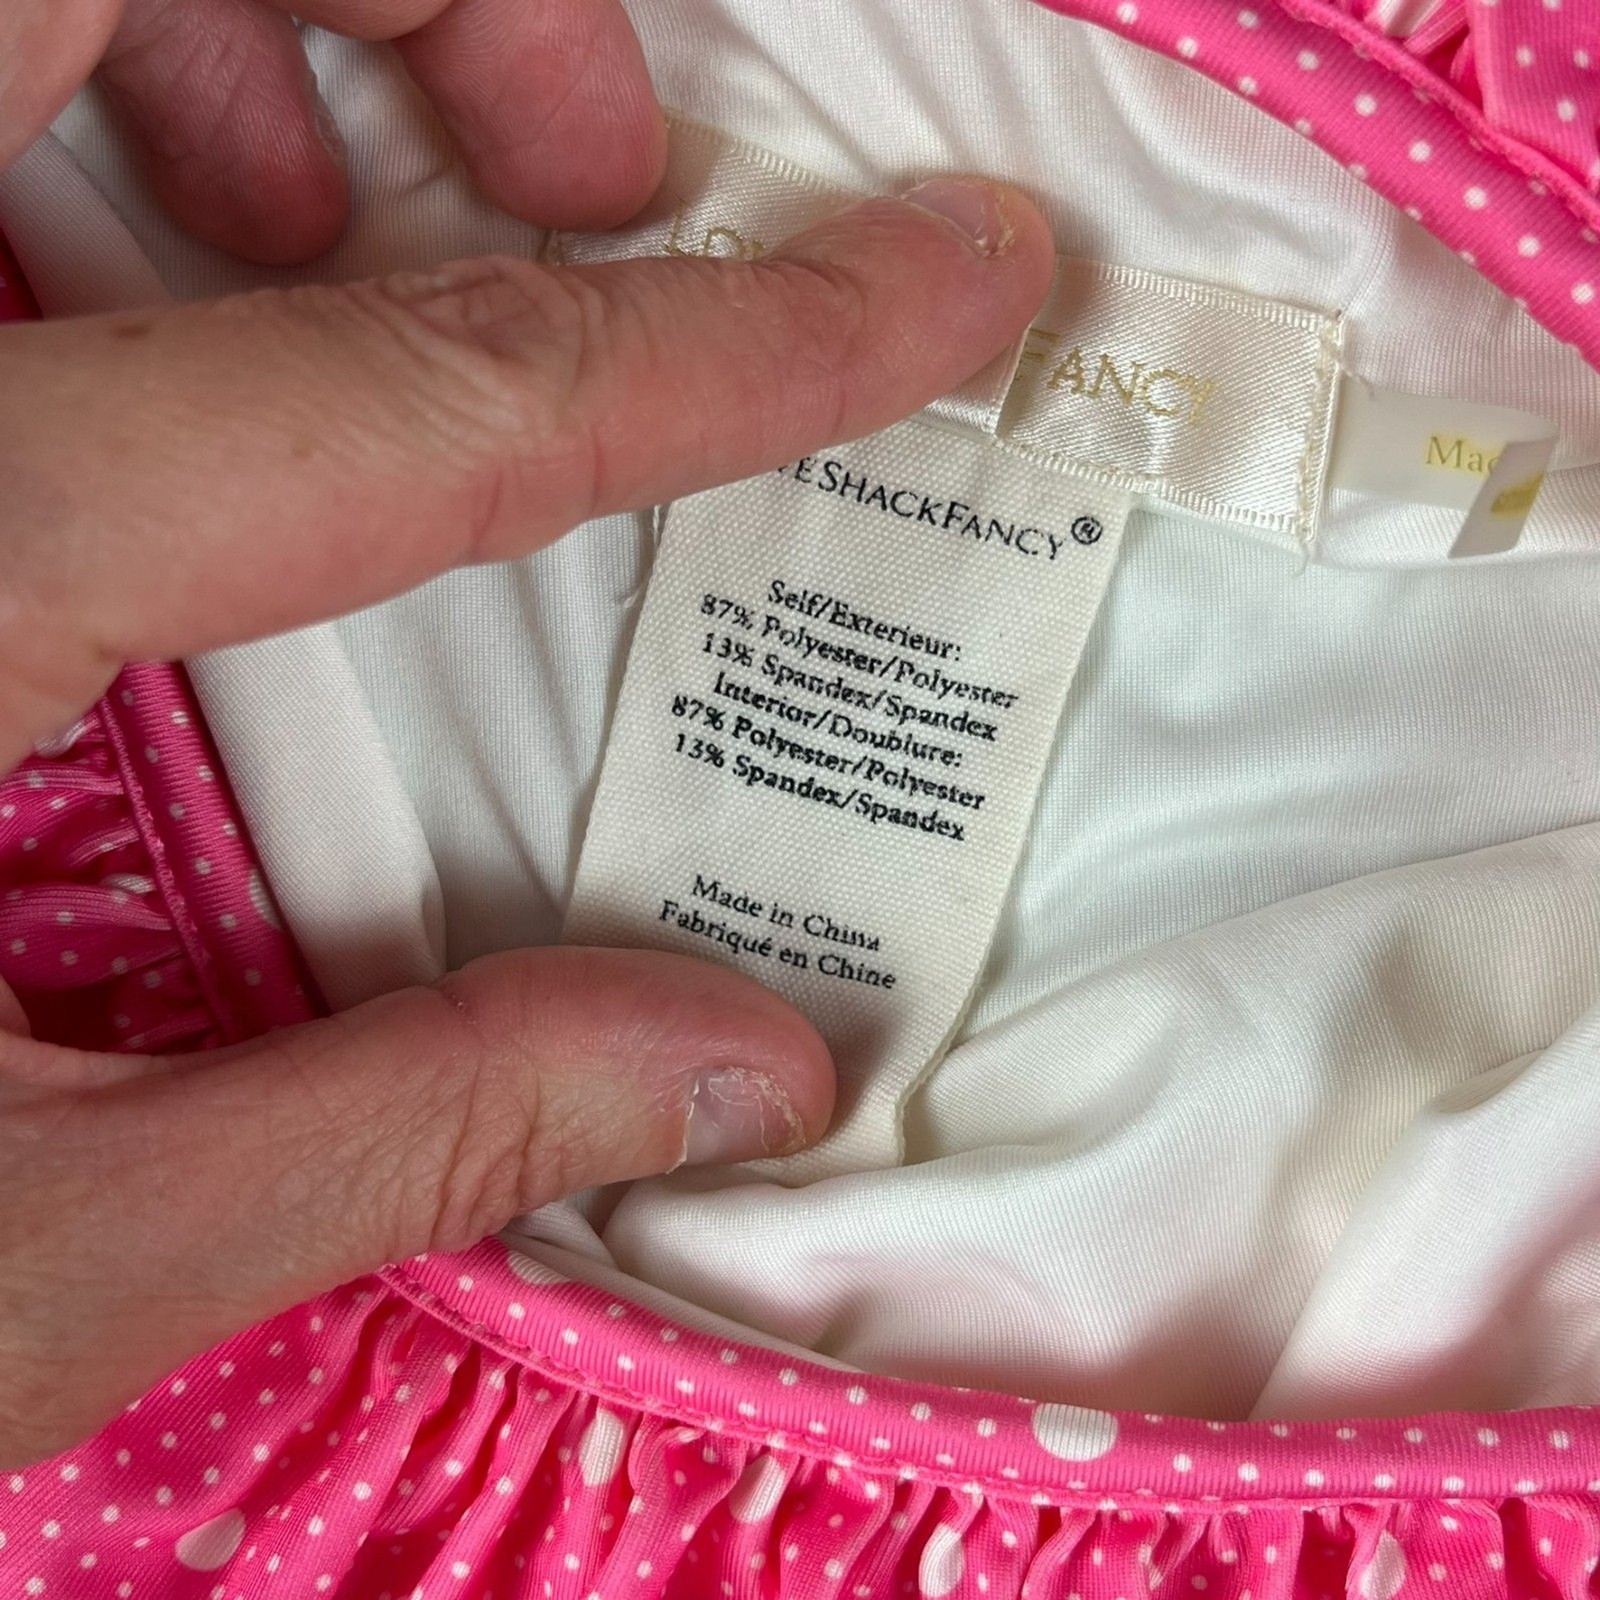 FANCY
ESHACKFANCY®
Self/Exterieur:
87% Polyester/Polyester
13% Spandex/Spandex
Interior/Doublure:
87% Polyester/Polyester
13% Spandex/Spandex
Made in China
Fabriqué en Chine